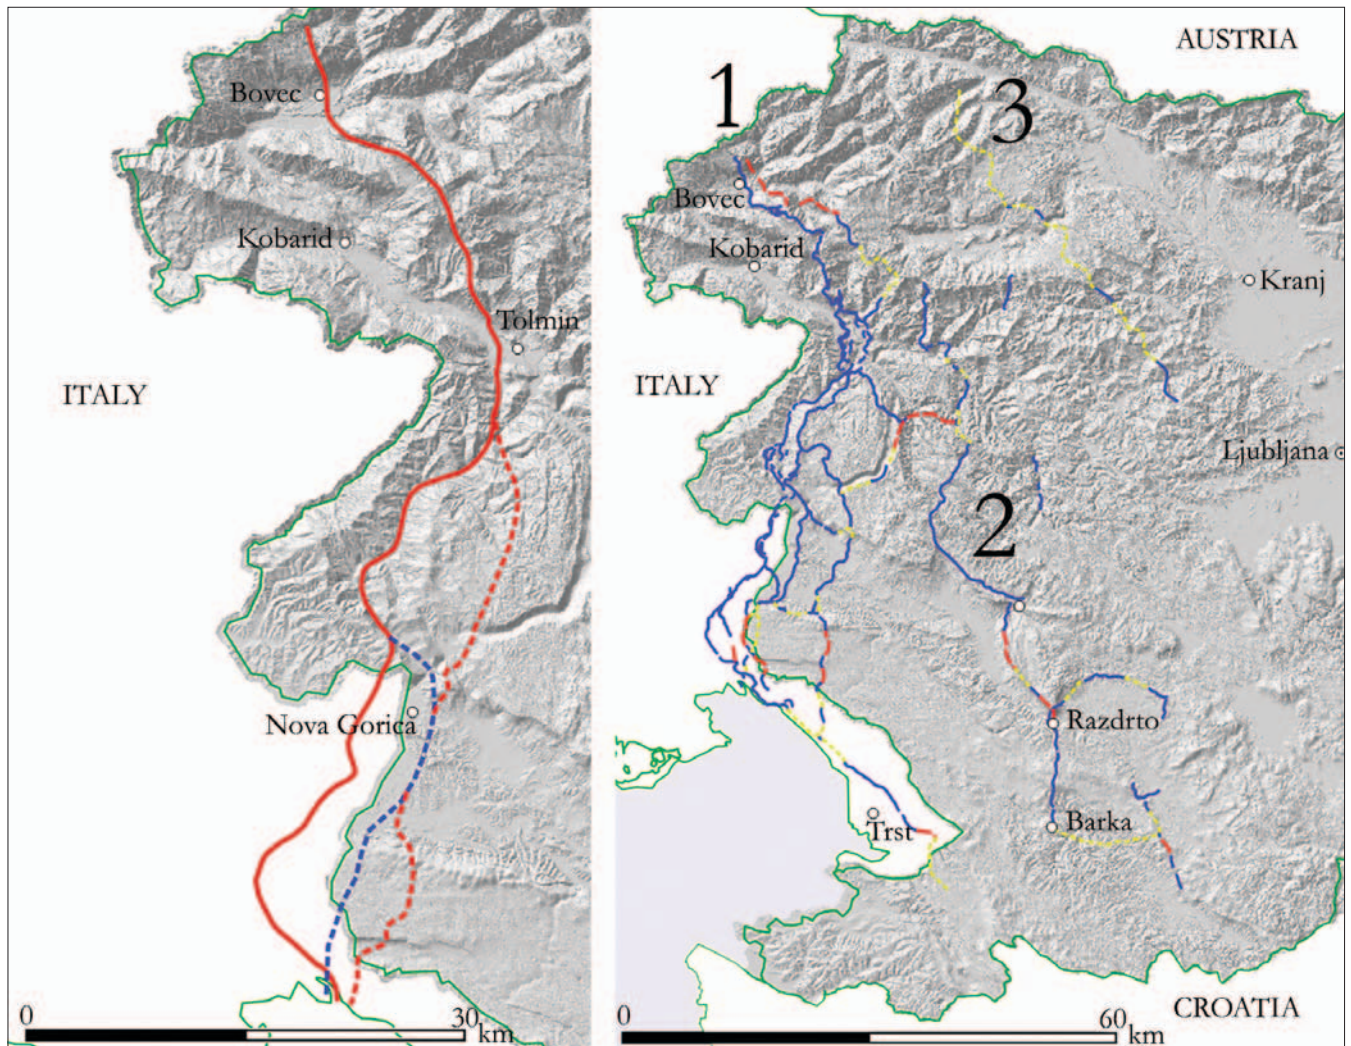 Bovec
Kobarid
Tolmin
ITALY
Nova Gorica
0 30 km
AUSTRIA
1
3
Bovec
Kobarid
Kranj
ITALY
Ljubljana
2
Razdrto
Barka
Trst
CROATIA
0 60 km